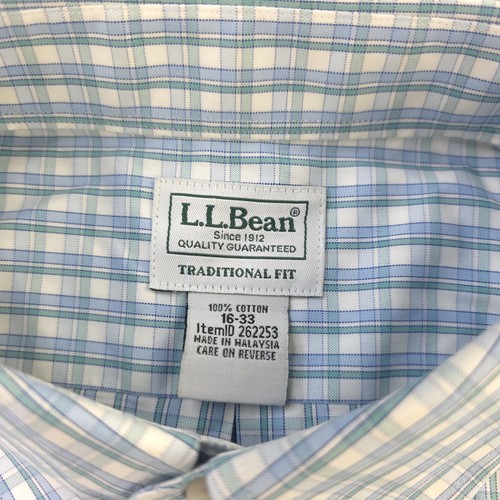 L.L.Bean®
Since 1912
QUALITY GUARANTEED
TRADITIONAL FIT
100% COTTON
16-33
ItemID 262253
MADE IN MALAYSIA
CARE ON REVERSE